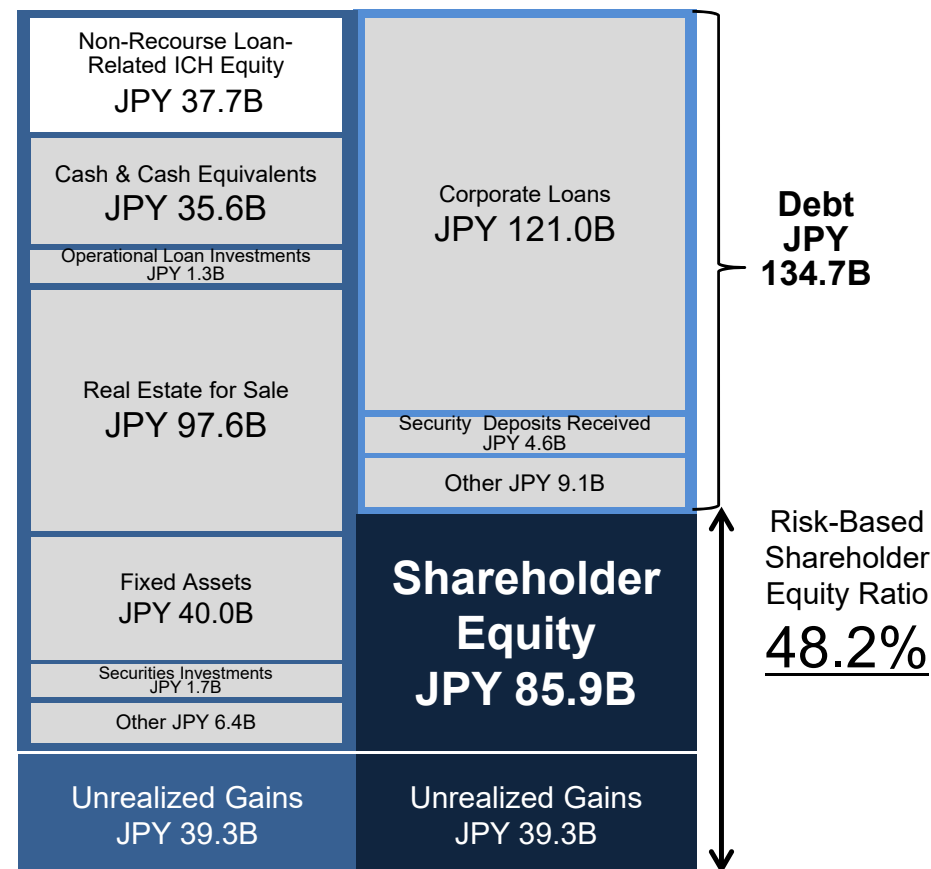 Non-Recourse Loan-
Related ICH Equity
JPY 37.7B
Cash & Cash Equivalents
JPY 35.6B
Operational Loan Investments
JPY 1.3B
Real Estate for Sale
JPY 97.6B
Fixed Assets
JPY 40.0B
Securities Investments
JPY 1.7B
Other JPY 6.4B
Unrealized Gains
JPY 39.3B
Corporate Loans
JPY 121.0B
Security Deposits Received
JPY 4.6B
Other JPY 9.1B
Shareholder
Equity
JPY 85.9B
Unrealized Gains
JPY 39.3B
Debt
JPY
134.7B
Risk-Based
Shareholder
Equity Ratio
48.2%